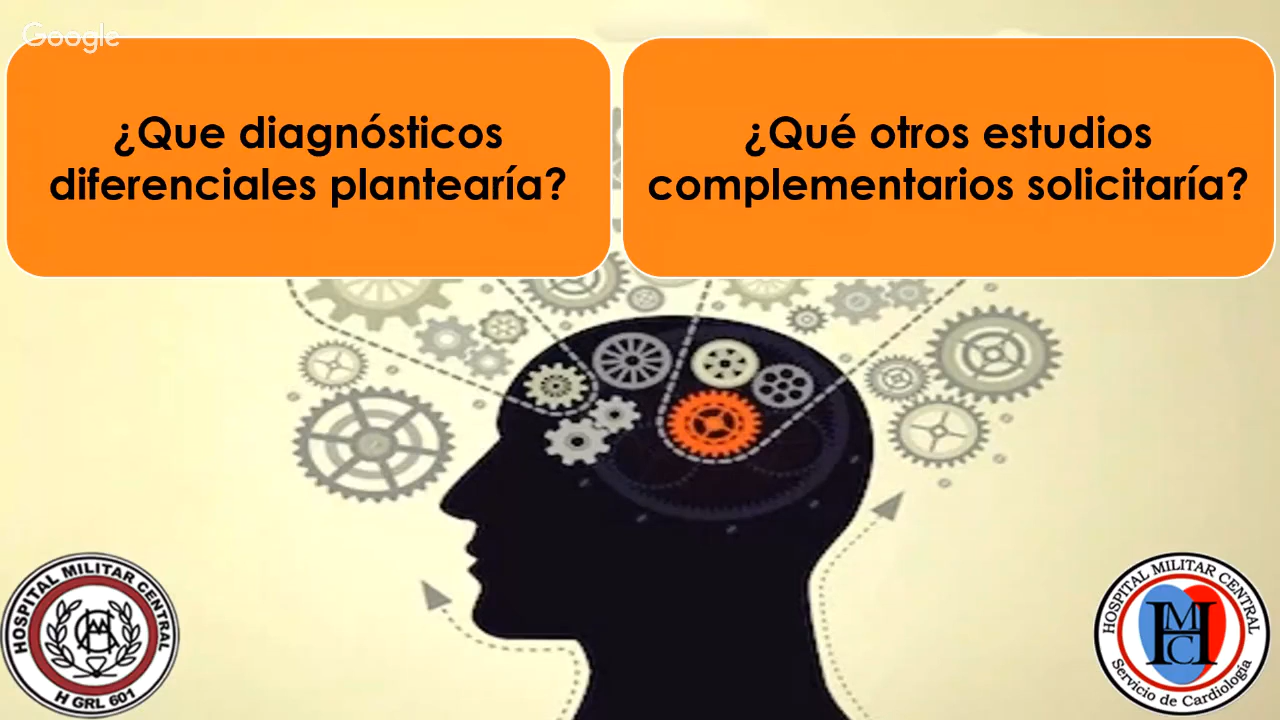 Google
¿Que diagnósticos
diferenciales plantearía?
¿Qué otros estudios
complementarios solicitaría?
HOSPITAL MILITAR CENTRAL
H GRL 601
HOSPITAL MILITAR CENTRAL
HMC
Servicio de Cardiología